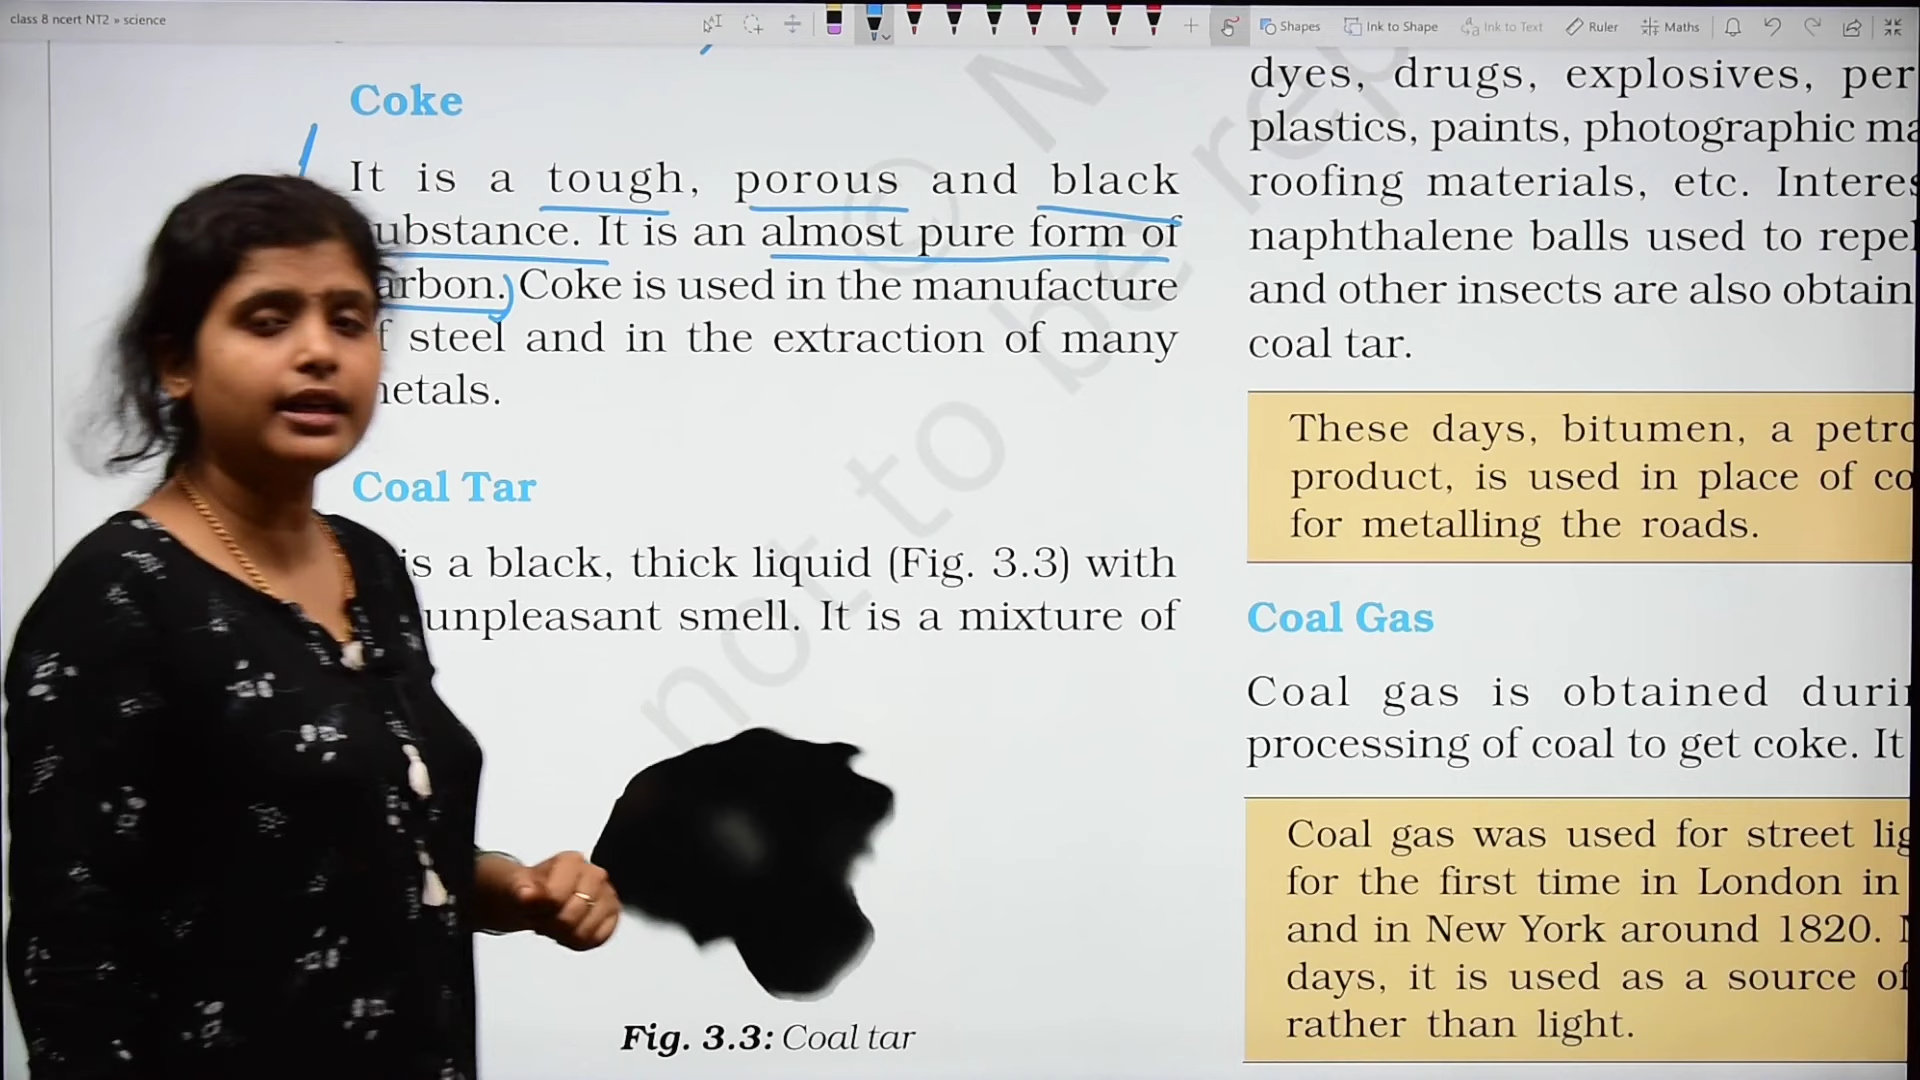 class 8 ncert NT2 » science
Shapes
Ink to Shape
Ink to Text
Ruler
Maths
Coke
It is a tough, porous and black
ubstance. It is an almost pure form of
arbon. Coke is used in the manufacture
f steel and in the extraction of many
etals.
Coal Tar
is a black, thick liquid (Fig. 3.3) with
unpleasant smell. It is a mixture of
Fig. 3.3: Coal tar
dyes, drugs, explosives, per
plastics, paints, photographic ma
roofing materials, etc. Interes
naphthalene balls used to repel
and other insects are also obtain
coal tar.
These days, bitumen, a petro
product, is used in place of co
for metalling the roads.
Coal Gas
Coal gas is obtained duri
processing of coal to get coke. It
Coal gas was used for street lig
for the first time in London in
and in New York around 1820.
days, it is used as a source of
rather than light.
© N
not to be rep